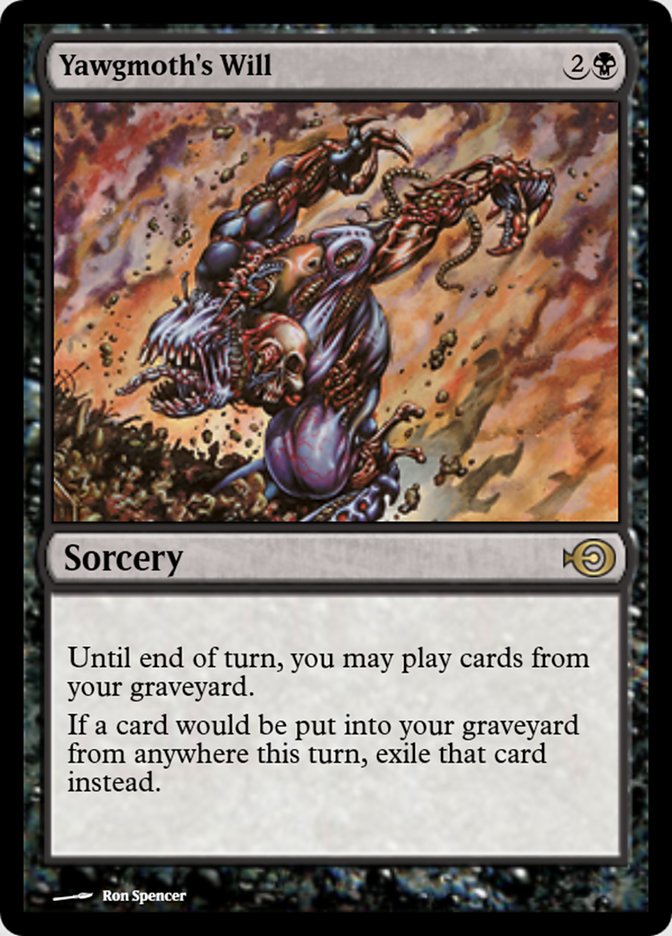 Yawgmoth's Will
2
Sorcery
Until end of turn, you may play cards from
your graveyard.
If a card would be put into your graveyard
from anywhere this turn, exile that card
instead.
Ron Spencer